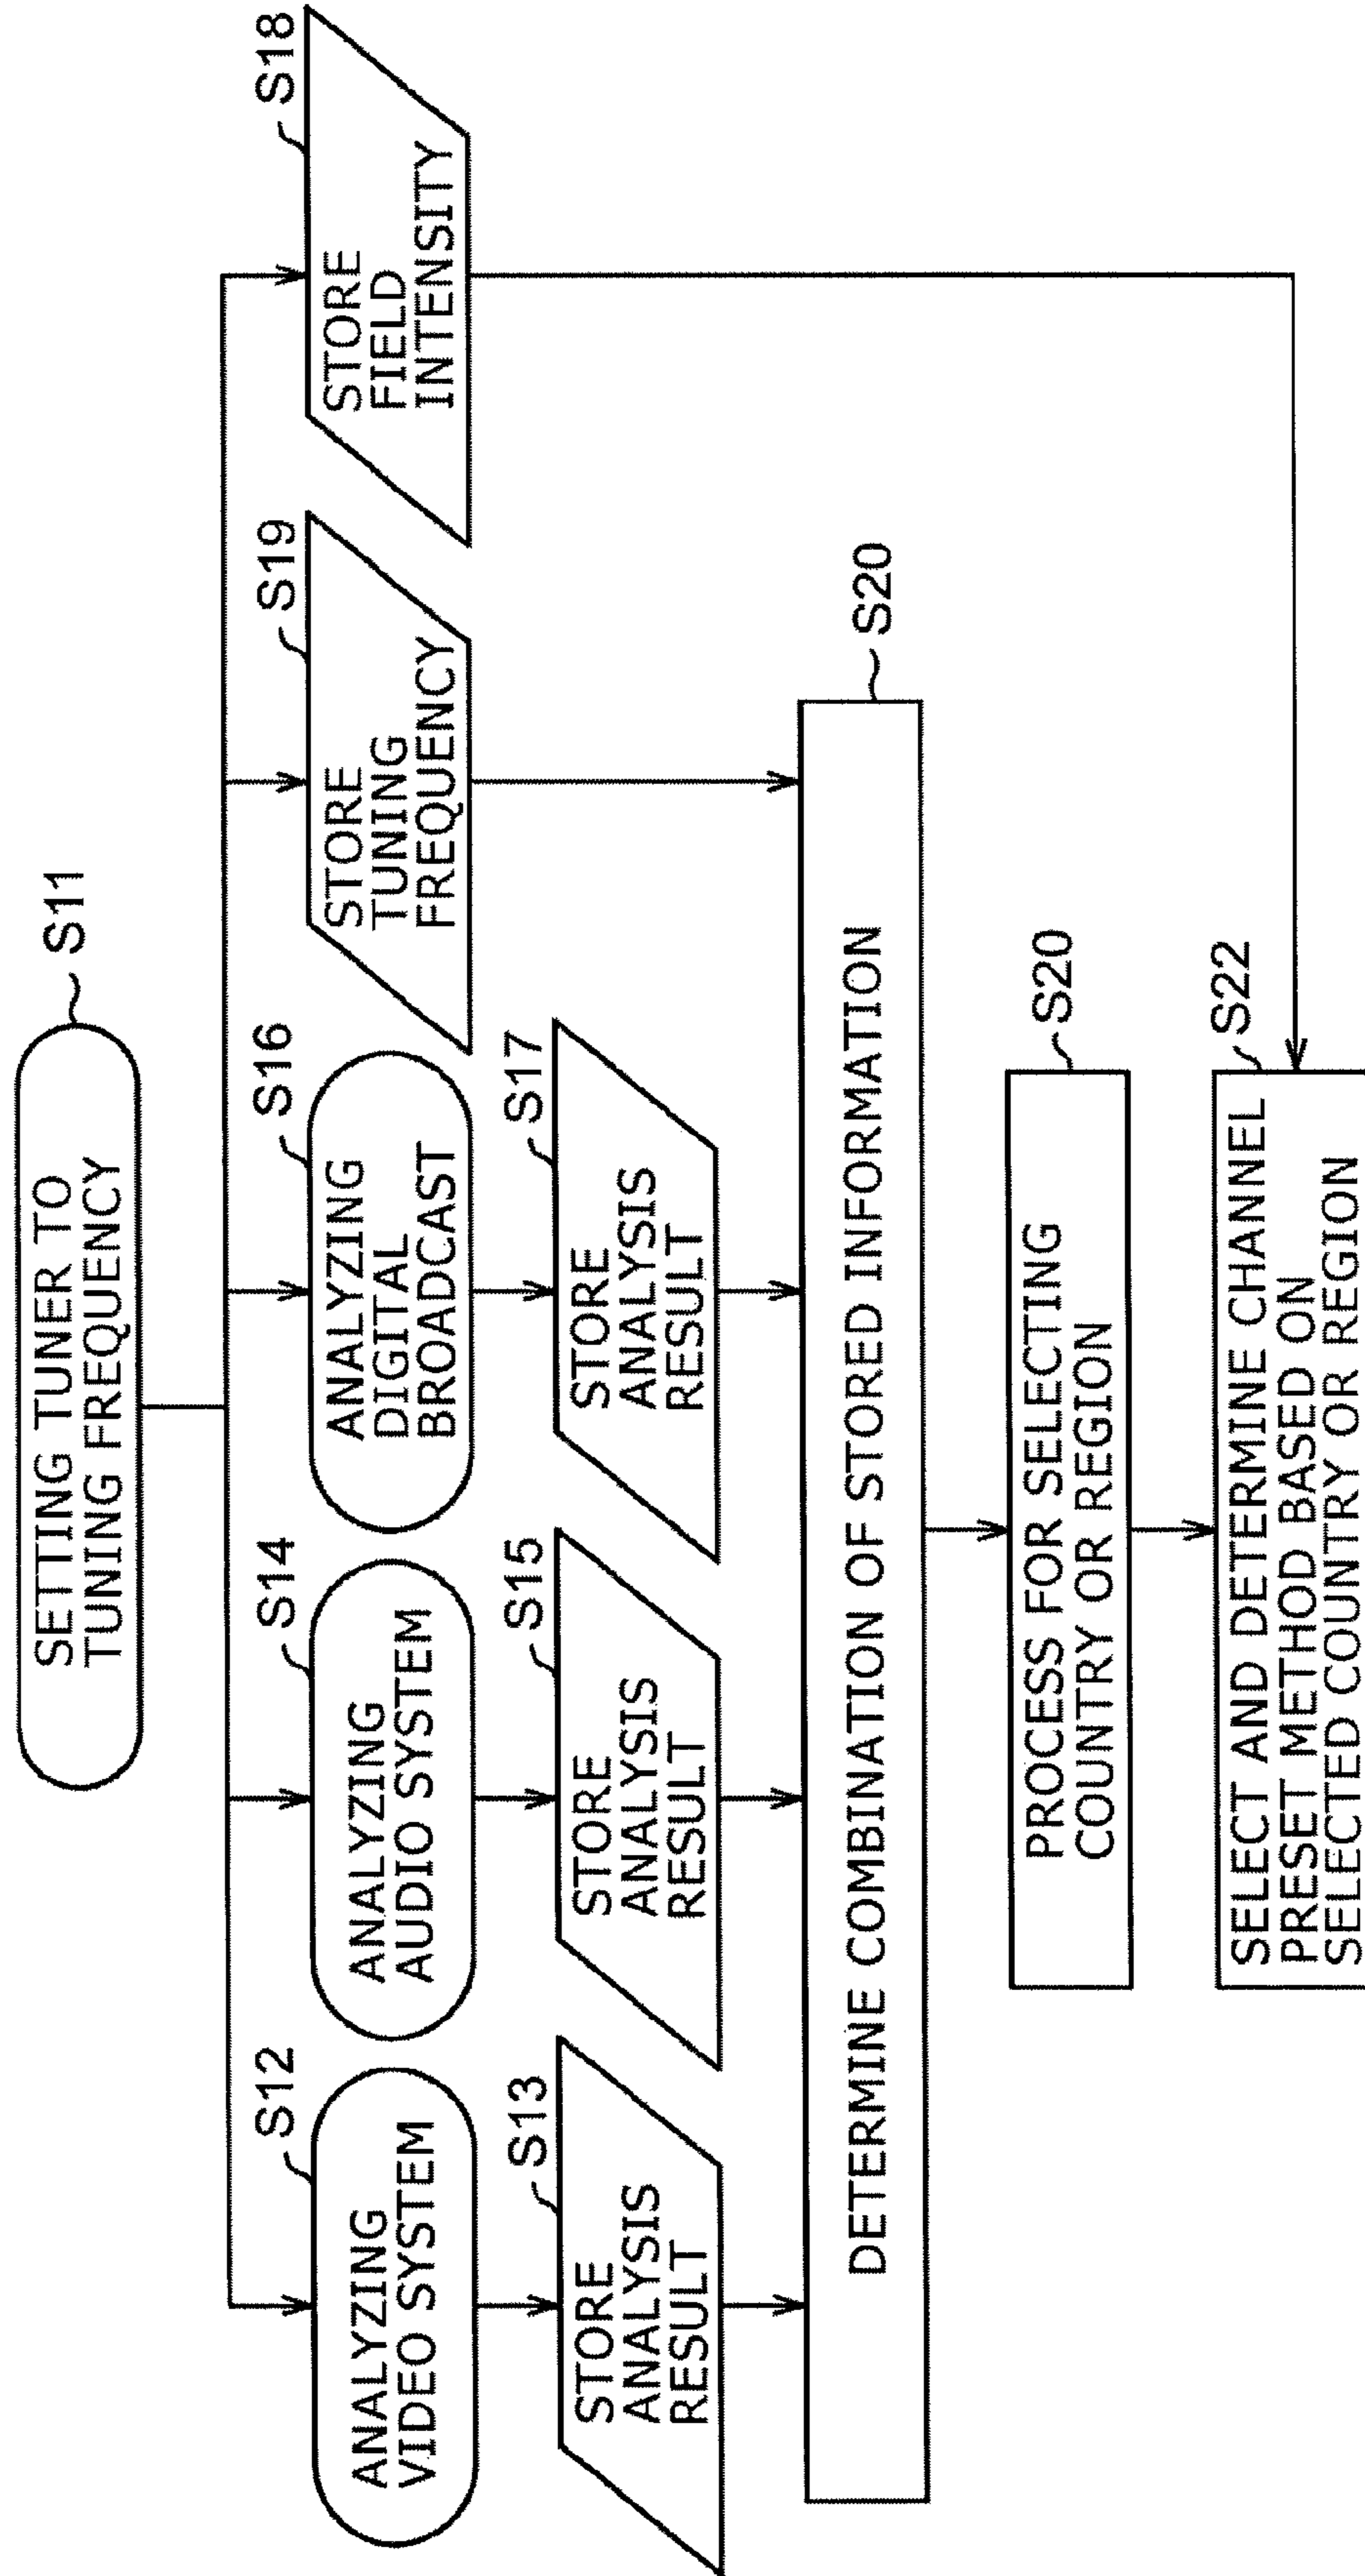 SETTING TUNER TO
TUNING FREQUENCY
S11
ANALYZING
VIDEO SYSTEM
S12
ANALYZING
AUDIO SYSTEM
S14
ANALYZING
DIGITAL
BROADCAST
S16
STORE
TUNING
FREQUENCY
S19
STORE
FIELD
INTENSITY
S18
STORE
ANALYSIS
RESULT
S13
STORE
ANALYSIS
RESULT
S15
STORE
ANALYSIS
RESULT
S17
DETERMINE COMBINATION OF STORED INFORMATION
S20
PROCESS FOR SELECTING
COUNTRY OR REGION
S20
SELECT AND DETERMINE CHANNEL
PRESET METHOD BASED ON
SELECTED COUNTRY OR REGION
S22